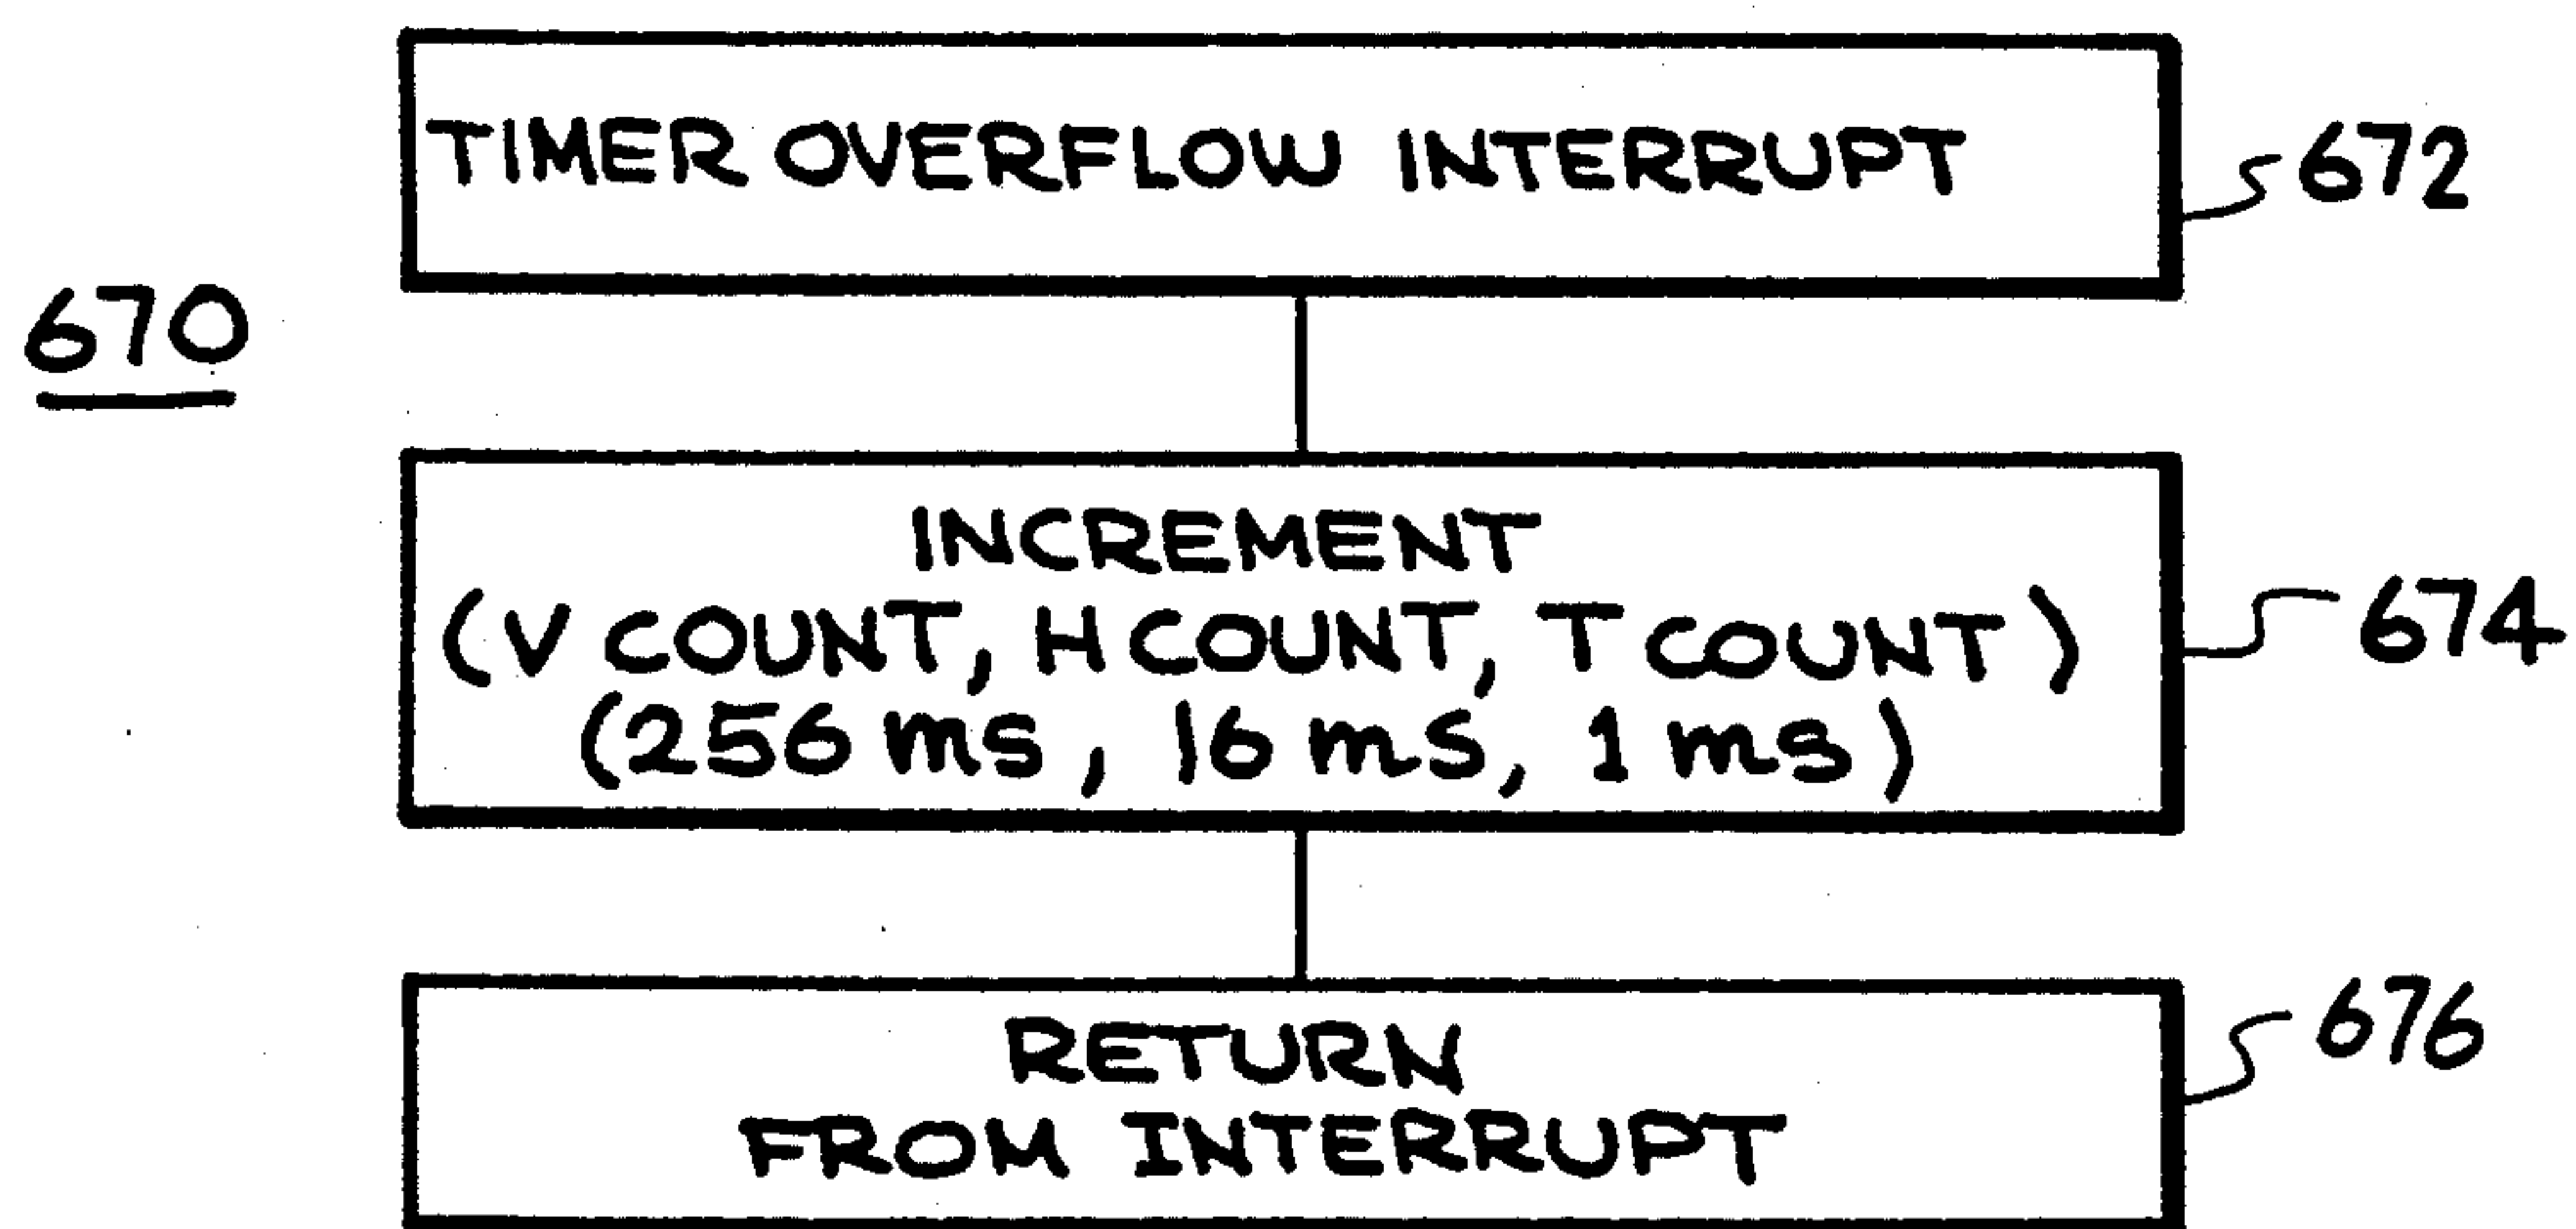 TIMER OVERFLOW INTERRUPT
672
670
INCREMENT
(V COUNT, H COUNT, T COUNT)
(256 ms, 16 ms, 1 ms)
674
RETURN
FROM INTERRUPT
676